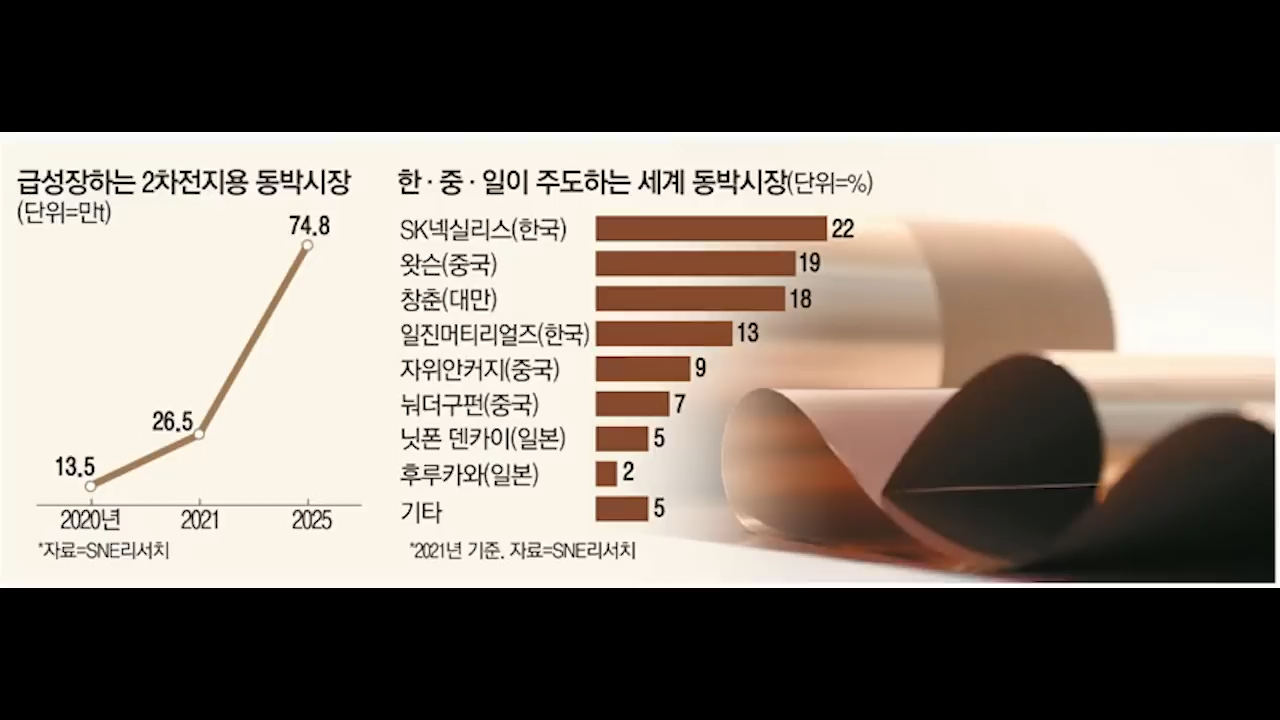 급성장하는 2차전지용 동박시장
(단위=만t)
74.8
26.5
13.5
2020년 2021 2025
*자료=SNE리서치
한·중·일이 주도하는 세계 동박시장(단위=%)
SK넥실리스(한국) 22
왓슨(중국) 19
창춘(대만) 18
일진머티리얼즈(한국) 13
자위안커지(중국) 9
눠더구펀(중국) 7
닛폰 덴카이(일본) 5
후루카와(일본) 2
기타 5
*2021년 기준. 자료=SNE리서치